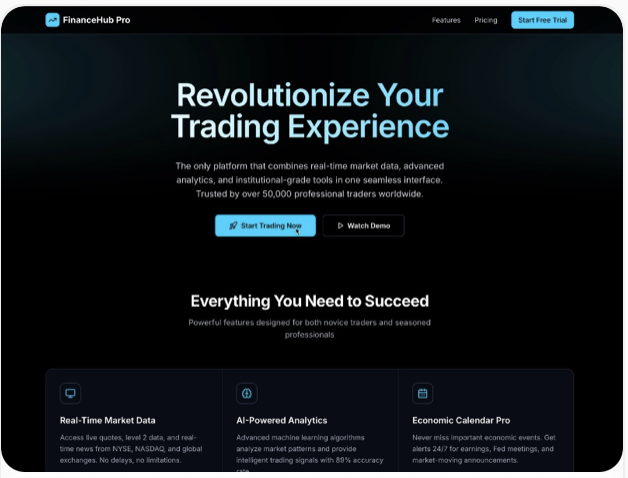 FinanceHub Pro
Features
Pricing
Start Free Trial
Revolutionize Your
Trading Experience
The only platform that combines real-time market data, advanced
analytics, and institutional-grade tools in one seamless interface.
Trusted by over 50,000 professional traders worldwide.
Start Trading Now
Watch Demo
Everything You Need to Succeed
Powerful features designed for both novice traders and seasoned
professionals
Real-Time Market Data
Access live quotes, level 2 data, and real-
time news from NYSE, NASDAQ, and global
exchanges. No delays, no limitations.
AI-Powered Analytics
Advanced machine learning algorithms
analyze market patterns and provide
intelligent trading signals with 89% accuracy
rate.
Economic Calendar Pro
Never miss important economic events. Get
alerts 24/7 for earnings, Fed meetings, and
market-moving announcements.